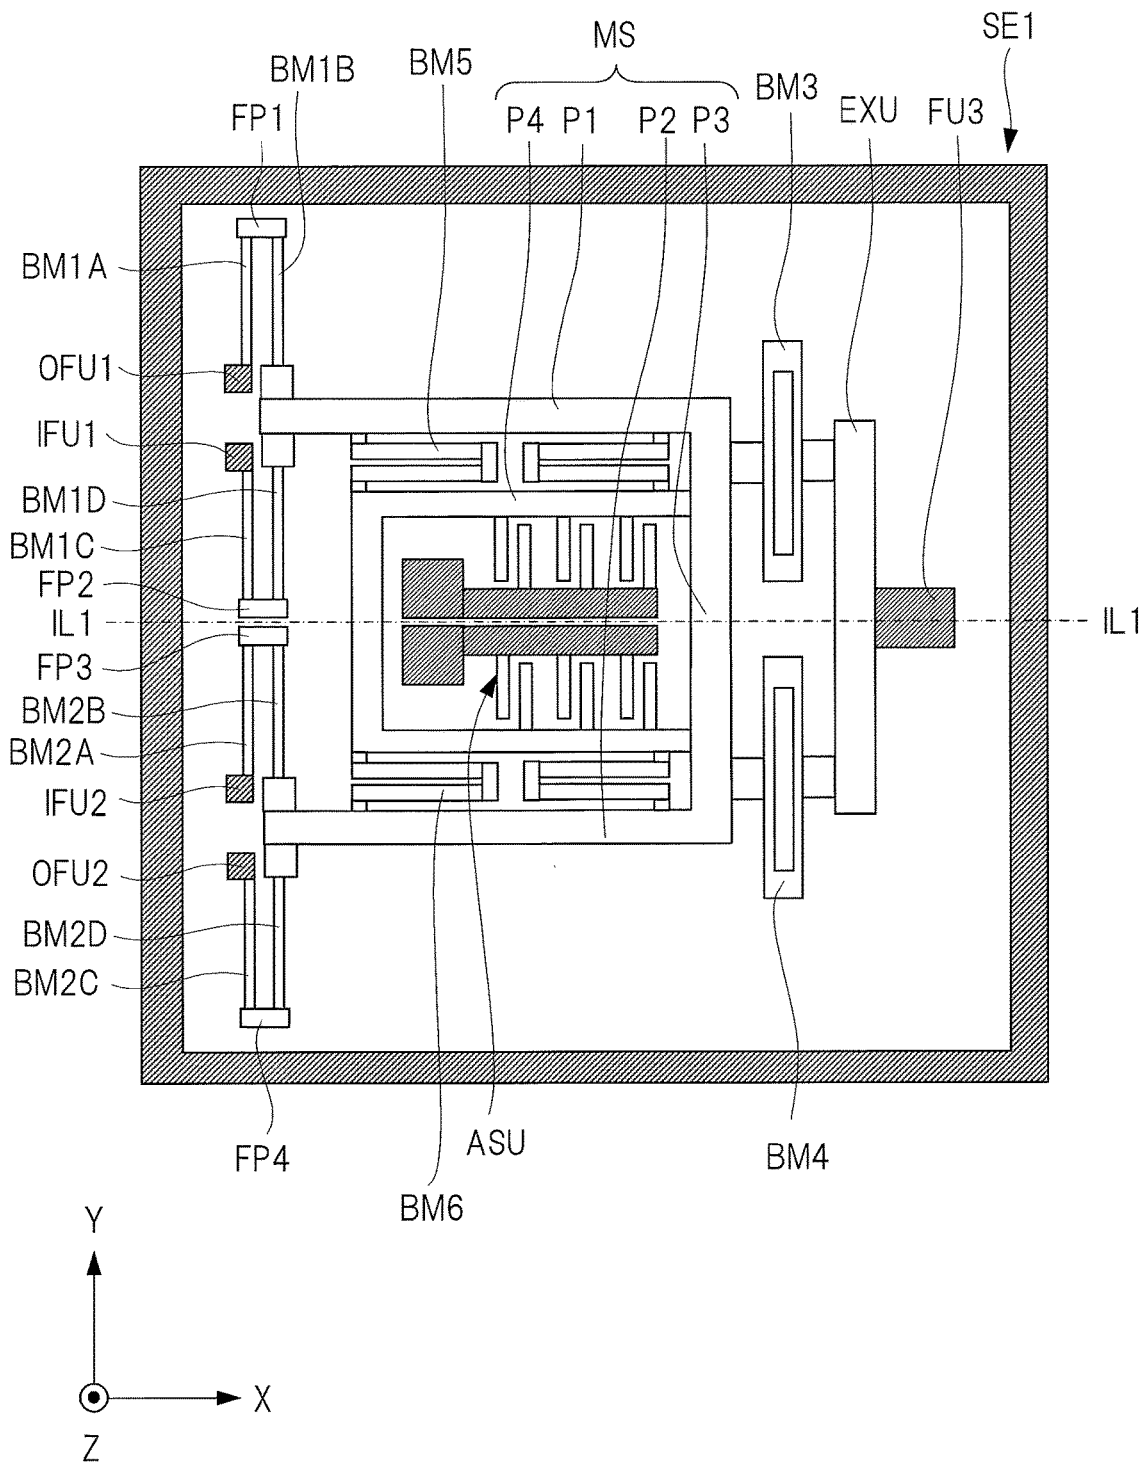 SE1
MS
BM5
BM1B
BM3
EXU
FU3
FP1
P4 P1 P2 P3
BM1A
OFU1
IFU1
BM1D
BM1C
FP2
IL1
IL1
FP3
BM2B
BM2A
IFU2
OFU2
BM2D
BM2C
FP4
ASU
BM4
BM6
Y
X
Z